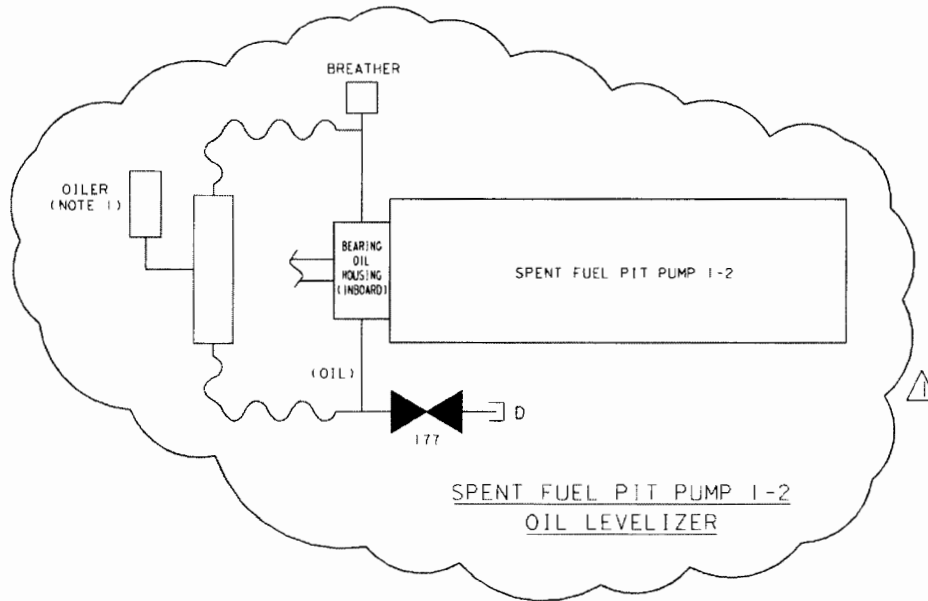 BREATHER
OILER
(NOTE 1)
BEARING
OIL
HOUSING
(INBOARD)
SPENT FUEL PIT PUMP 1-2
(OIL)
D
177
1
SPENT FUEL PIT PUMP 1-2
OIL LEVELIZER